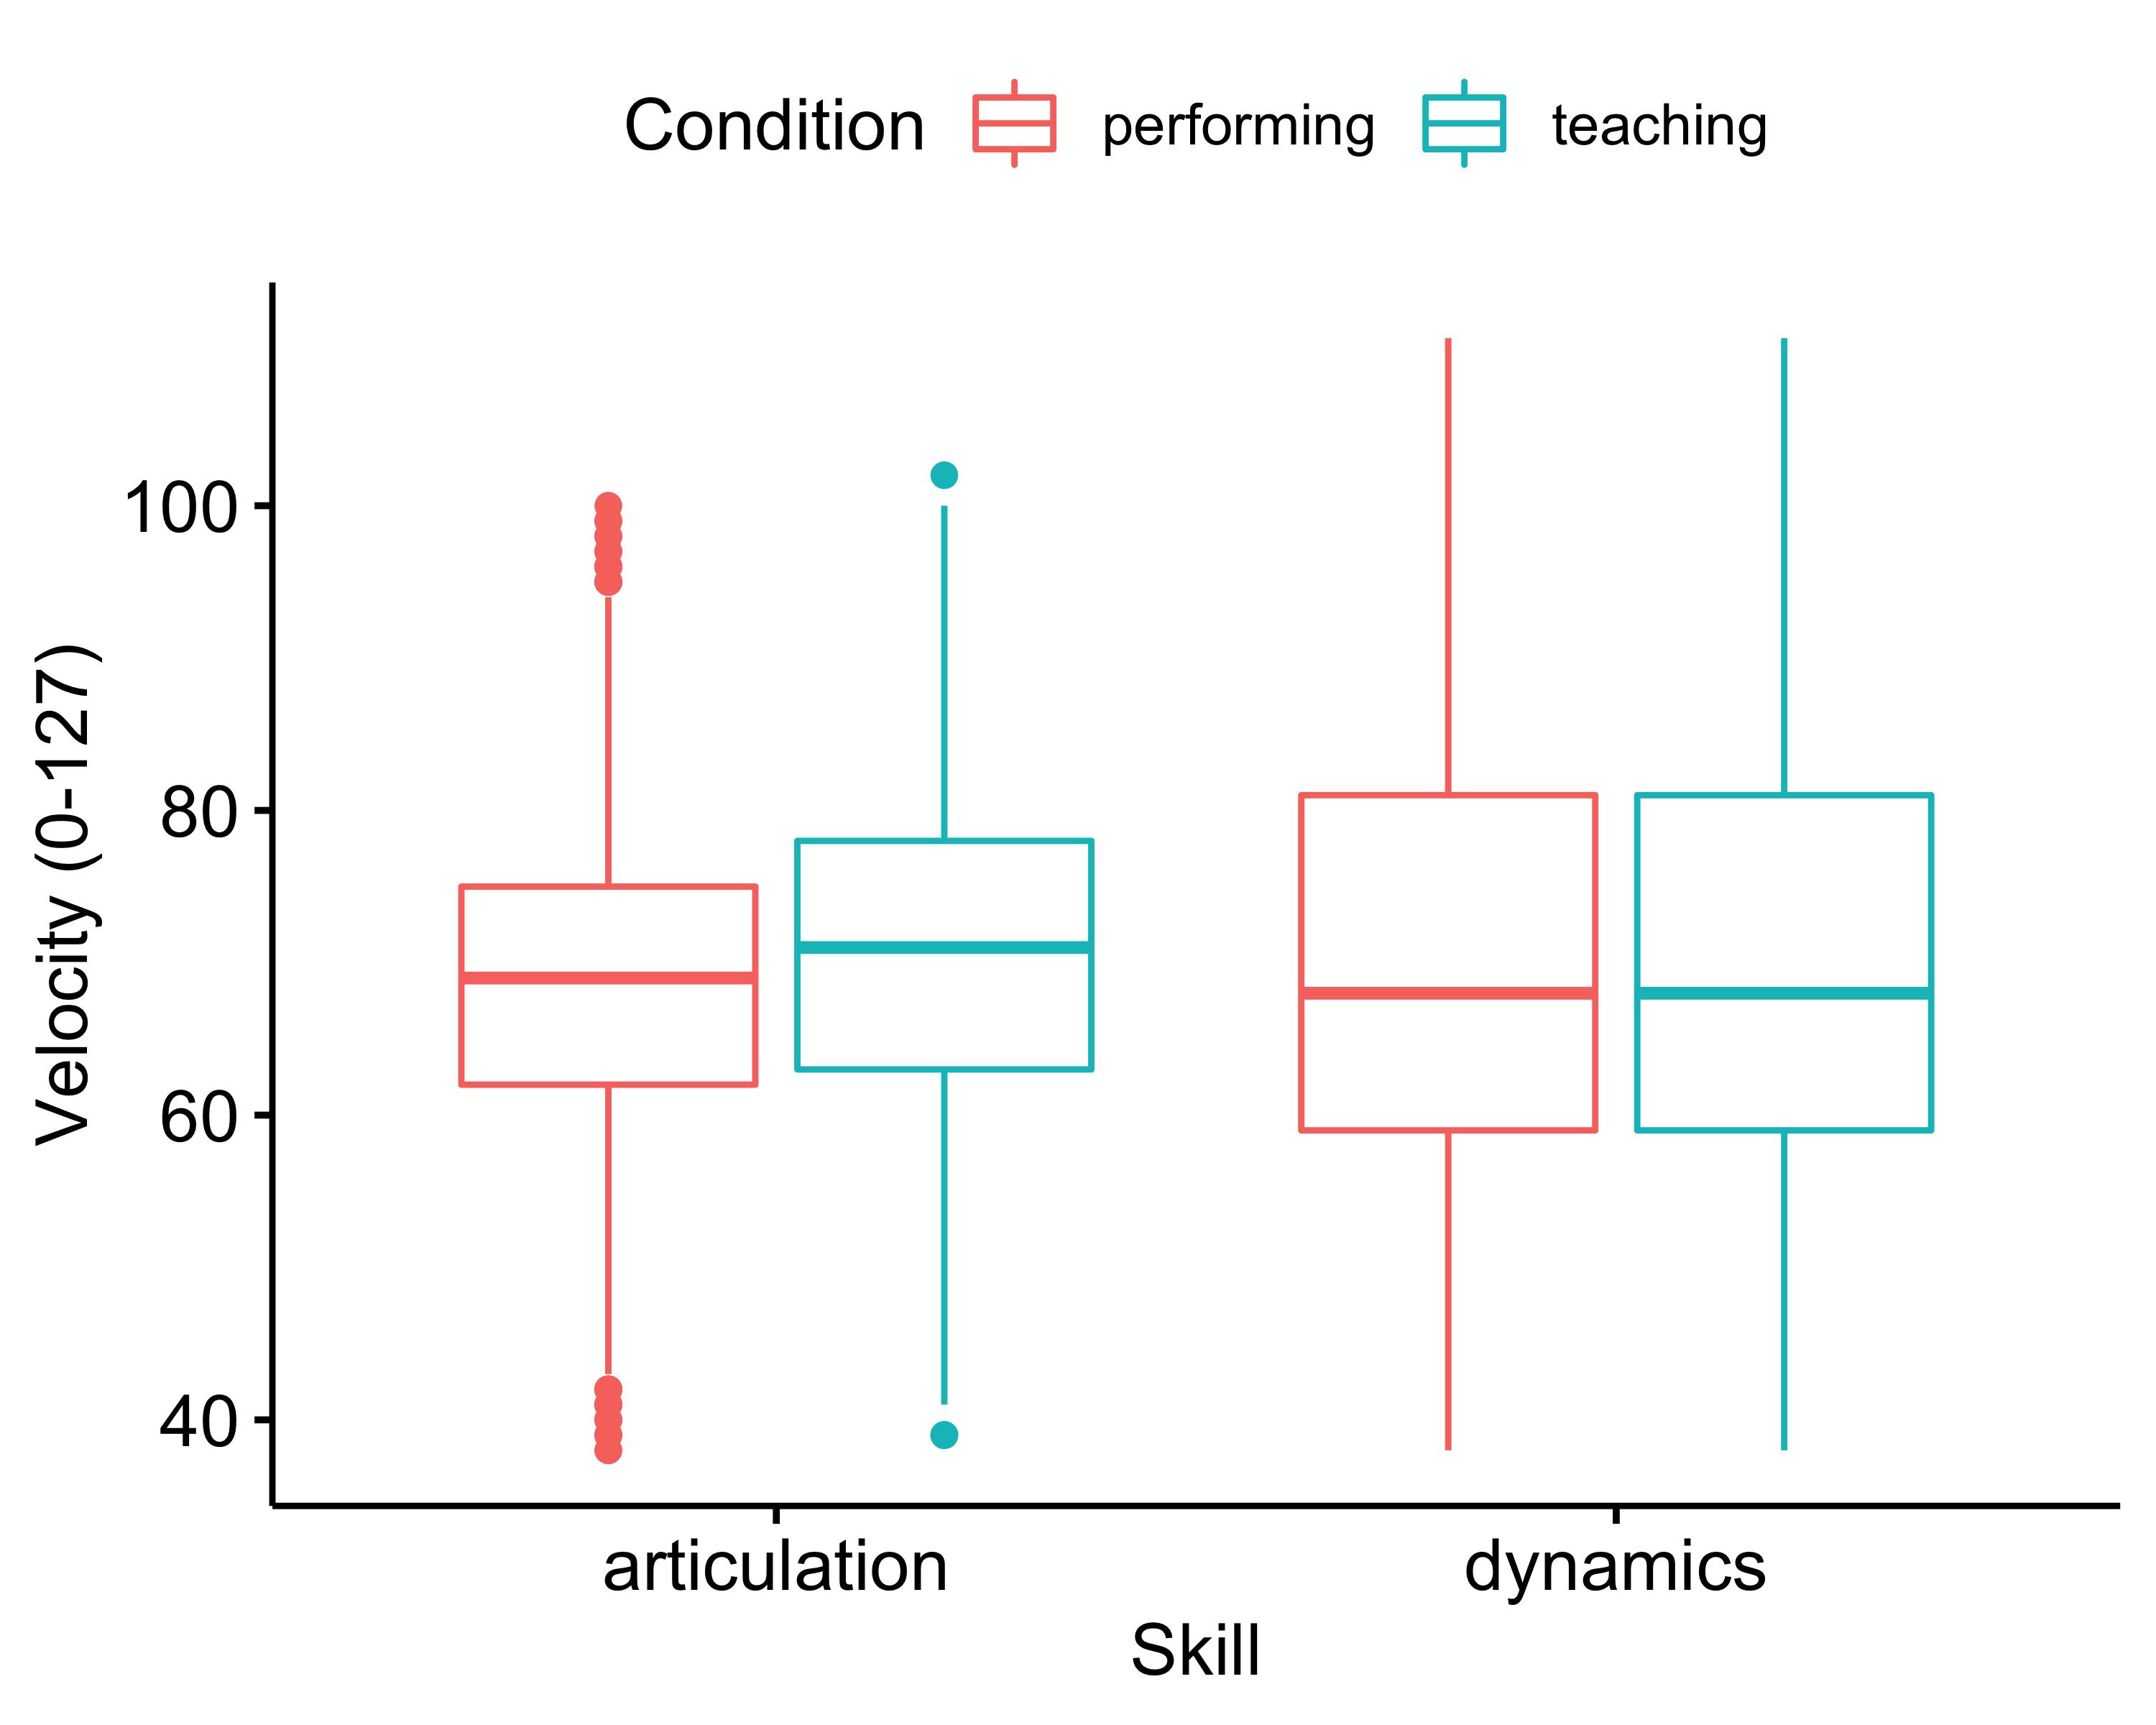 Condition performing teaching
Velocity (0-127)
100
80
60
40
articulation dynamics
Skill